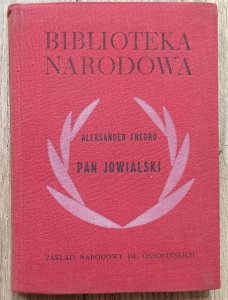 BIBLIOTEKA
NARODOWA
ALEKSANDER FREDRO
PAN JOWIALSKI
ZAKŁAD NARODOWY IM. OSSOLIŃSKICH